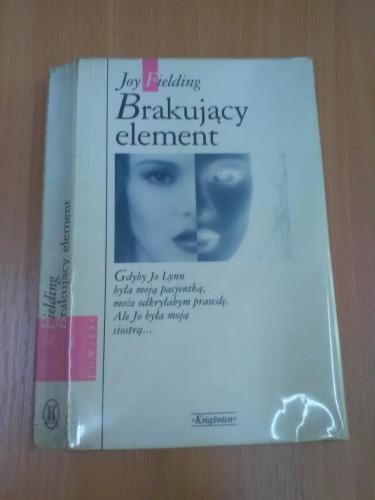 Joy Fielding
Brakujący
element
Gdyby Jo Lynn
była moją pacjentką,
może odkryłabym prawdę.
Ale Jo była moją
siostrą...
»Książnica«
Fielding
Brakujący element
powieść
K